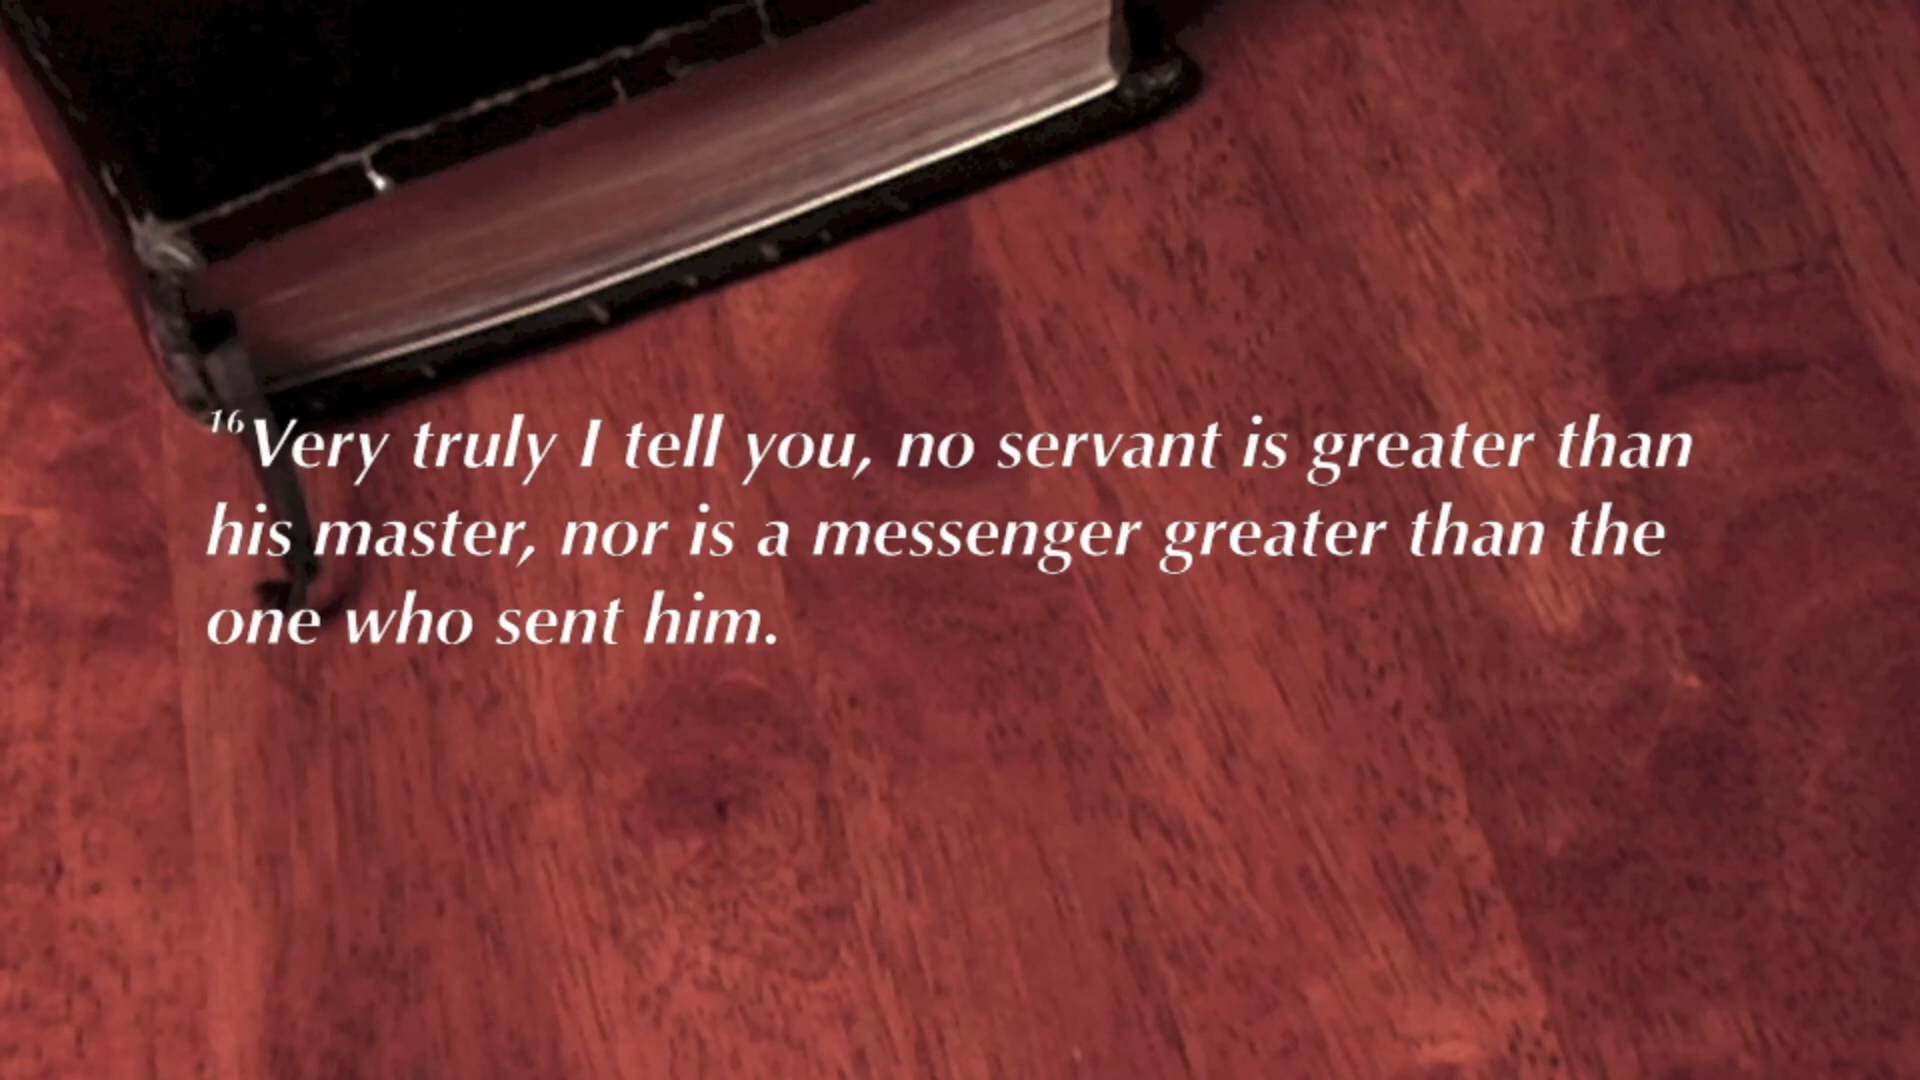 16Very truly I tell you, no servant is greater than
his master, nor is a messenger greater than the
one who sent him.